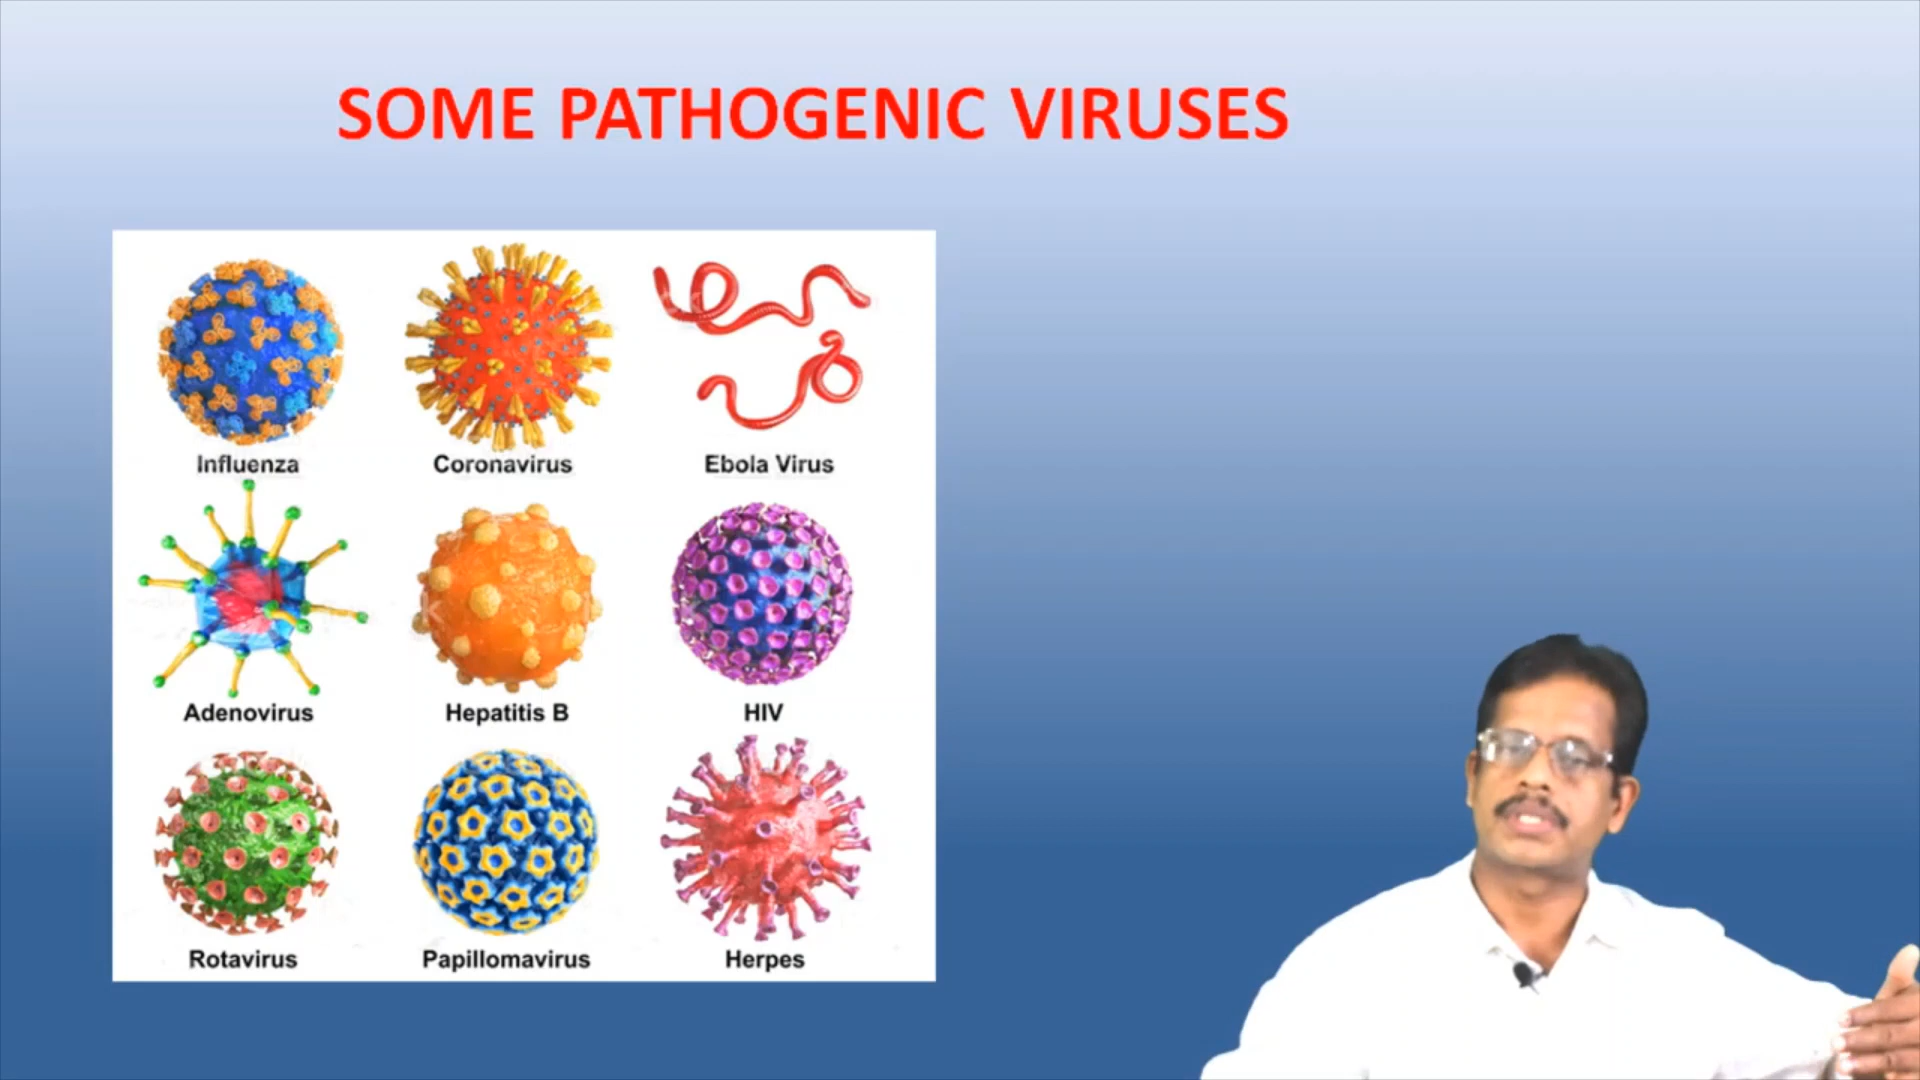 SOME PATHOGENIC VIRUSES
Influenza
Coronavirus
Ebola Virus
Adenovirus
Hepatitis B
HIV
Rotavirus
Papillomavirus
Herpes